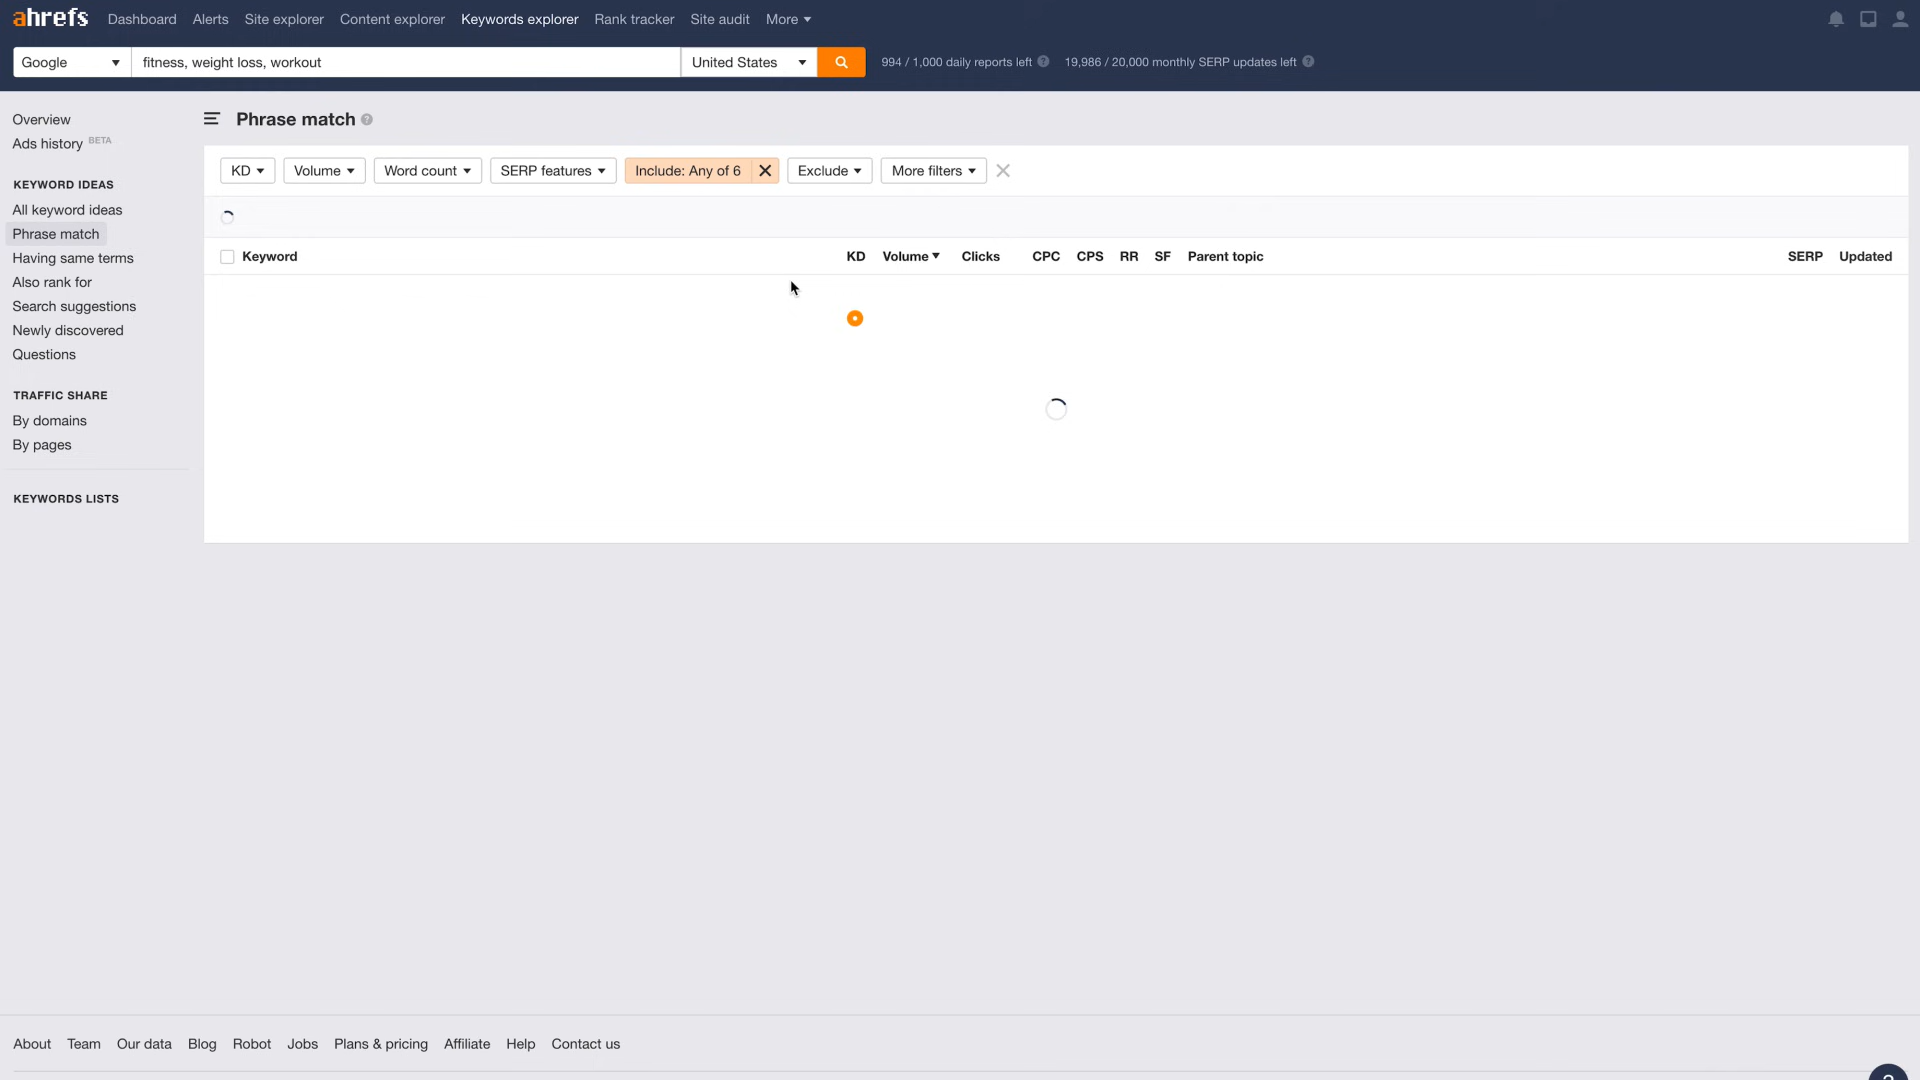 ahrefs Dashboard Alerts Site explorer Content explorer Keywords explorer Rank tracker Site audit More
Google fitness, weight loss, workout United States 994 / 1,000 daily reports left ? 19,986 / 20,000 monthly SERP updates left ?
Overview
Ads history BETA
KEYWORD IDEAS
All keyword ideas
Phrase match
Having same terms
Also rank for
Search suggestions
Newly discovered
Questions
TRAFFIC SHARE
By domains
By pages
KEYWORDS LISTS
Phrase match ?
KD Volume Word count SERP features Include: Any of 6 Exclude More filters
Keyword KD Volume Clicks CPC CPS RR SF Parent topic SERP Updated
About Team Our data Blog Robot Jobs Plans & pricing Affiliate Help Contact us
?